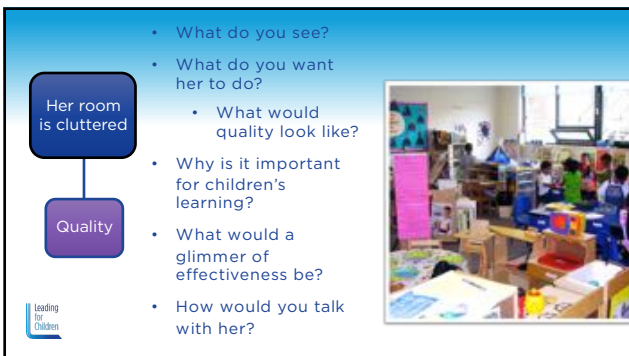 Her room
is cluttered
Quality
• What do you see?
• What do you want
her to do?
• What would
quality look like?
• Why is it important
for children's
learning?
• What would a
glimmer of
effectiveness be?
• How would you talk
with her?
Leading
for
Children